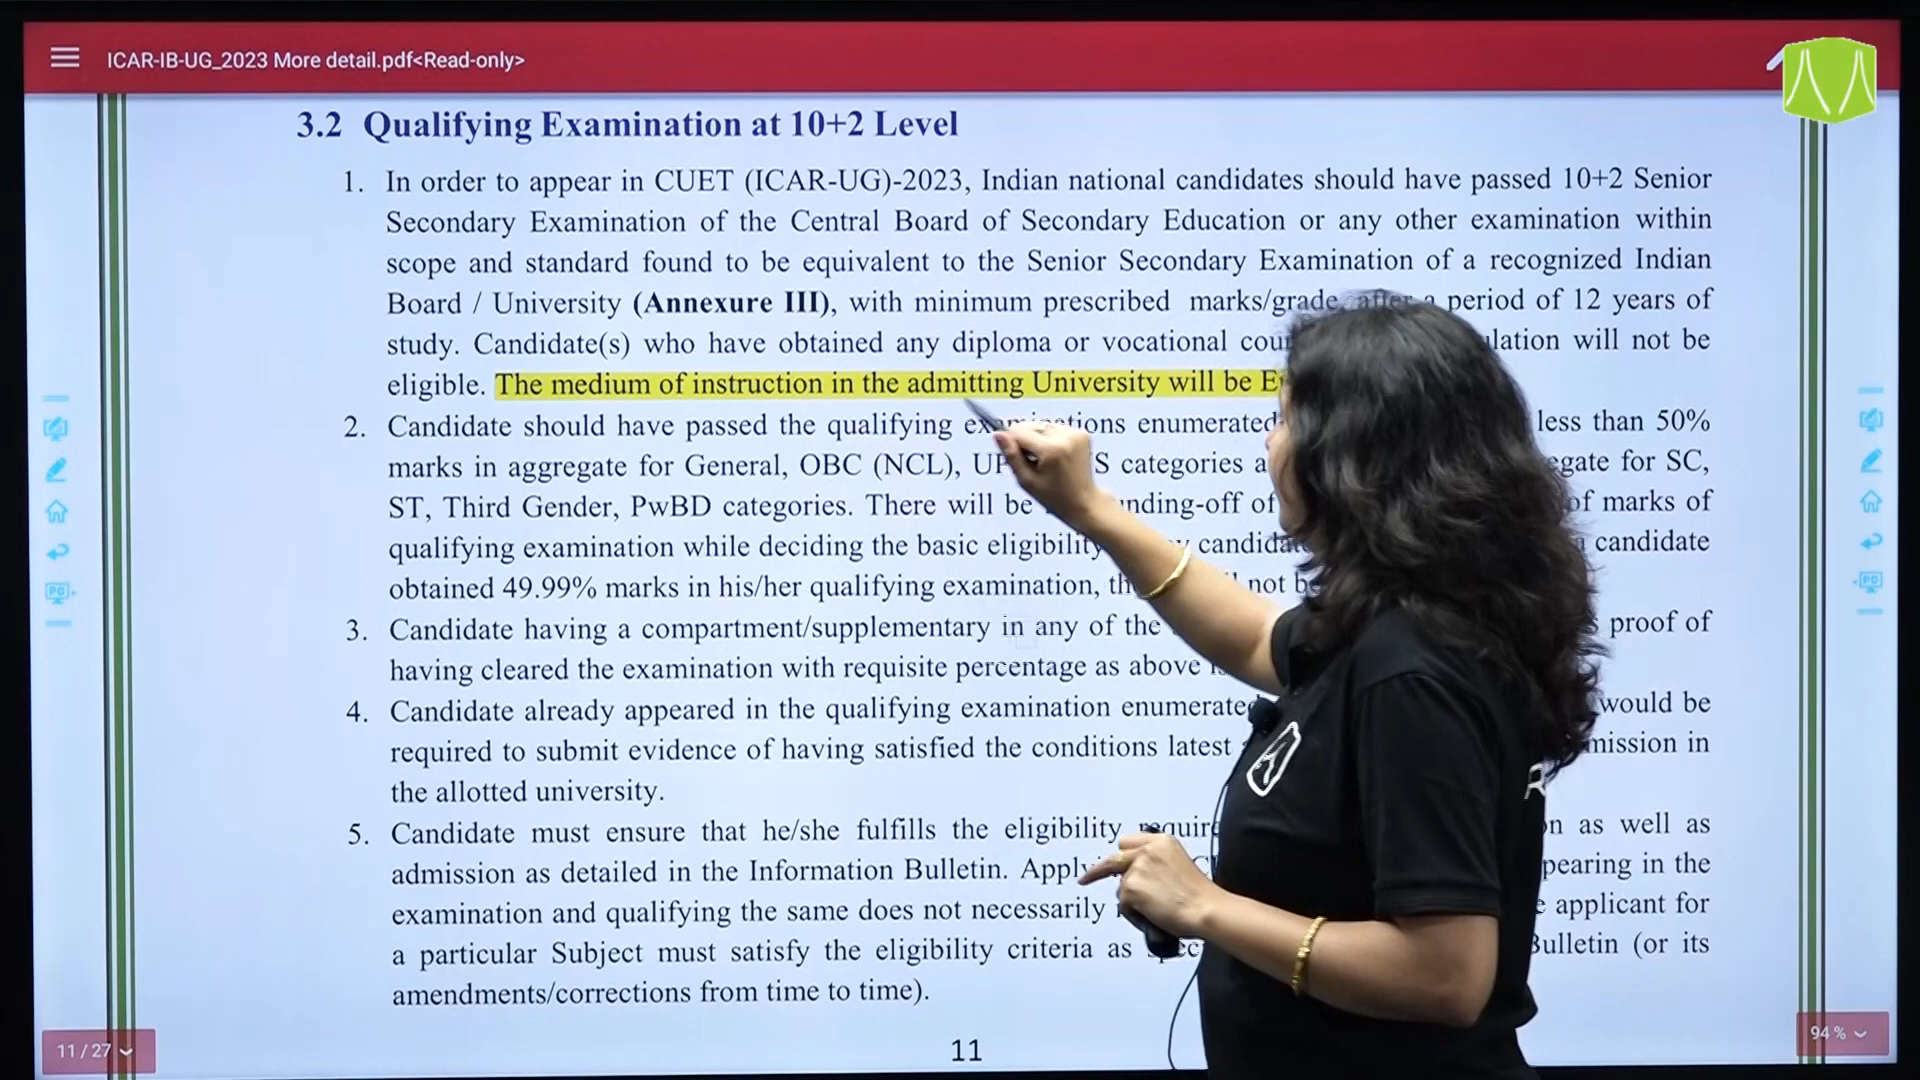 ICAR-IB-UG_2023 More detail.pdf<Read-only>
3.2 Qualifying Examination at 10+2 Level
1. In order to appear in CUET (ICAR-UG)-2023, Indian national candidates should have passed 10+2 Senior
Secondary Examination of the Central Board of Secondary Education or any other examination within
scope and standard found to be equivalent to the Senior Secondary Examination of a recognized Indian
Board / University (Annexure III), with minimum prescribed marks/grade after a period of 12 years of
study. Candidate(s) who have obtained any diploma or vocational lation will not be
eligible. The medium of instruction in the admitting University will be
2. Candidate should have passed the qualifying examinations enumerated less than 50%
marks in aggregate for General, OBC (NCL), S categories egate for SC,
ST, Third Gender, PwBD categories. There will be nding-off of of marks of
qualifying examination while deciding the basic eligibility candidate candidate
obtained 49.99% marks in his/her qualifying examination, not
3. Candidate having a compartment/supplementary in any of the proof of
having cleared the examination with requisite percentage as above
4. Candidate already appeared in the qualifying examination enumerated would be
required to submit evidence of having satisfied the conditions latest mission in
the allotted university.
5. Candidate must ensure that he/she fulfills the eligibility on as well as
admission as detailed in the Information Bulletin. pearing in the
examination and qualifying the same does not necessarily applicant for
a particular Subject must satisfy the eligibility criteria as Bulletin (or its
amendments/corrections from time to time).
11 / 27
11
94 %